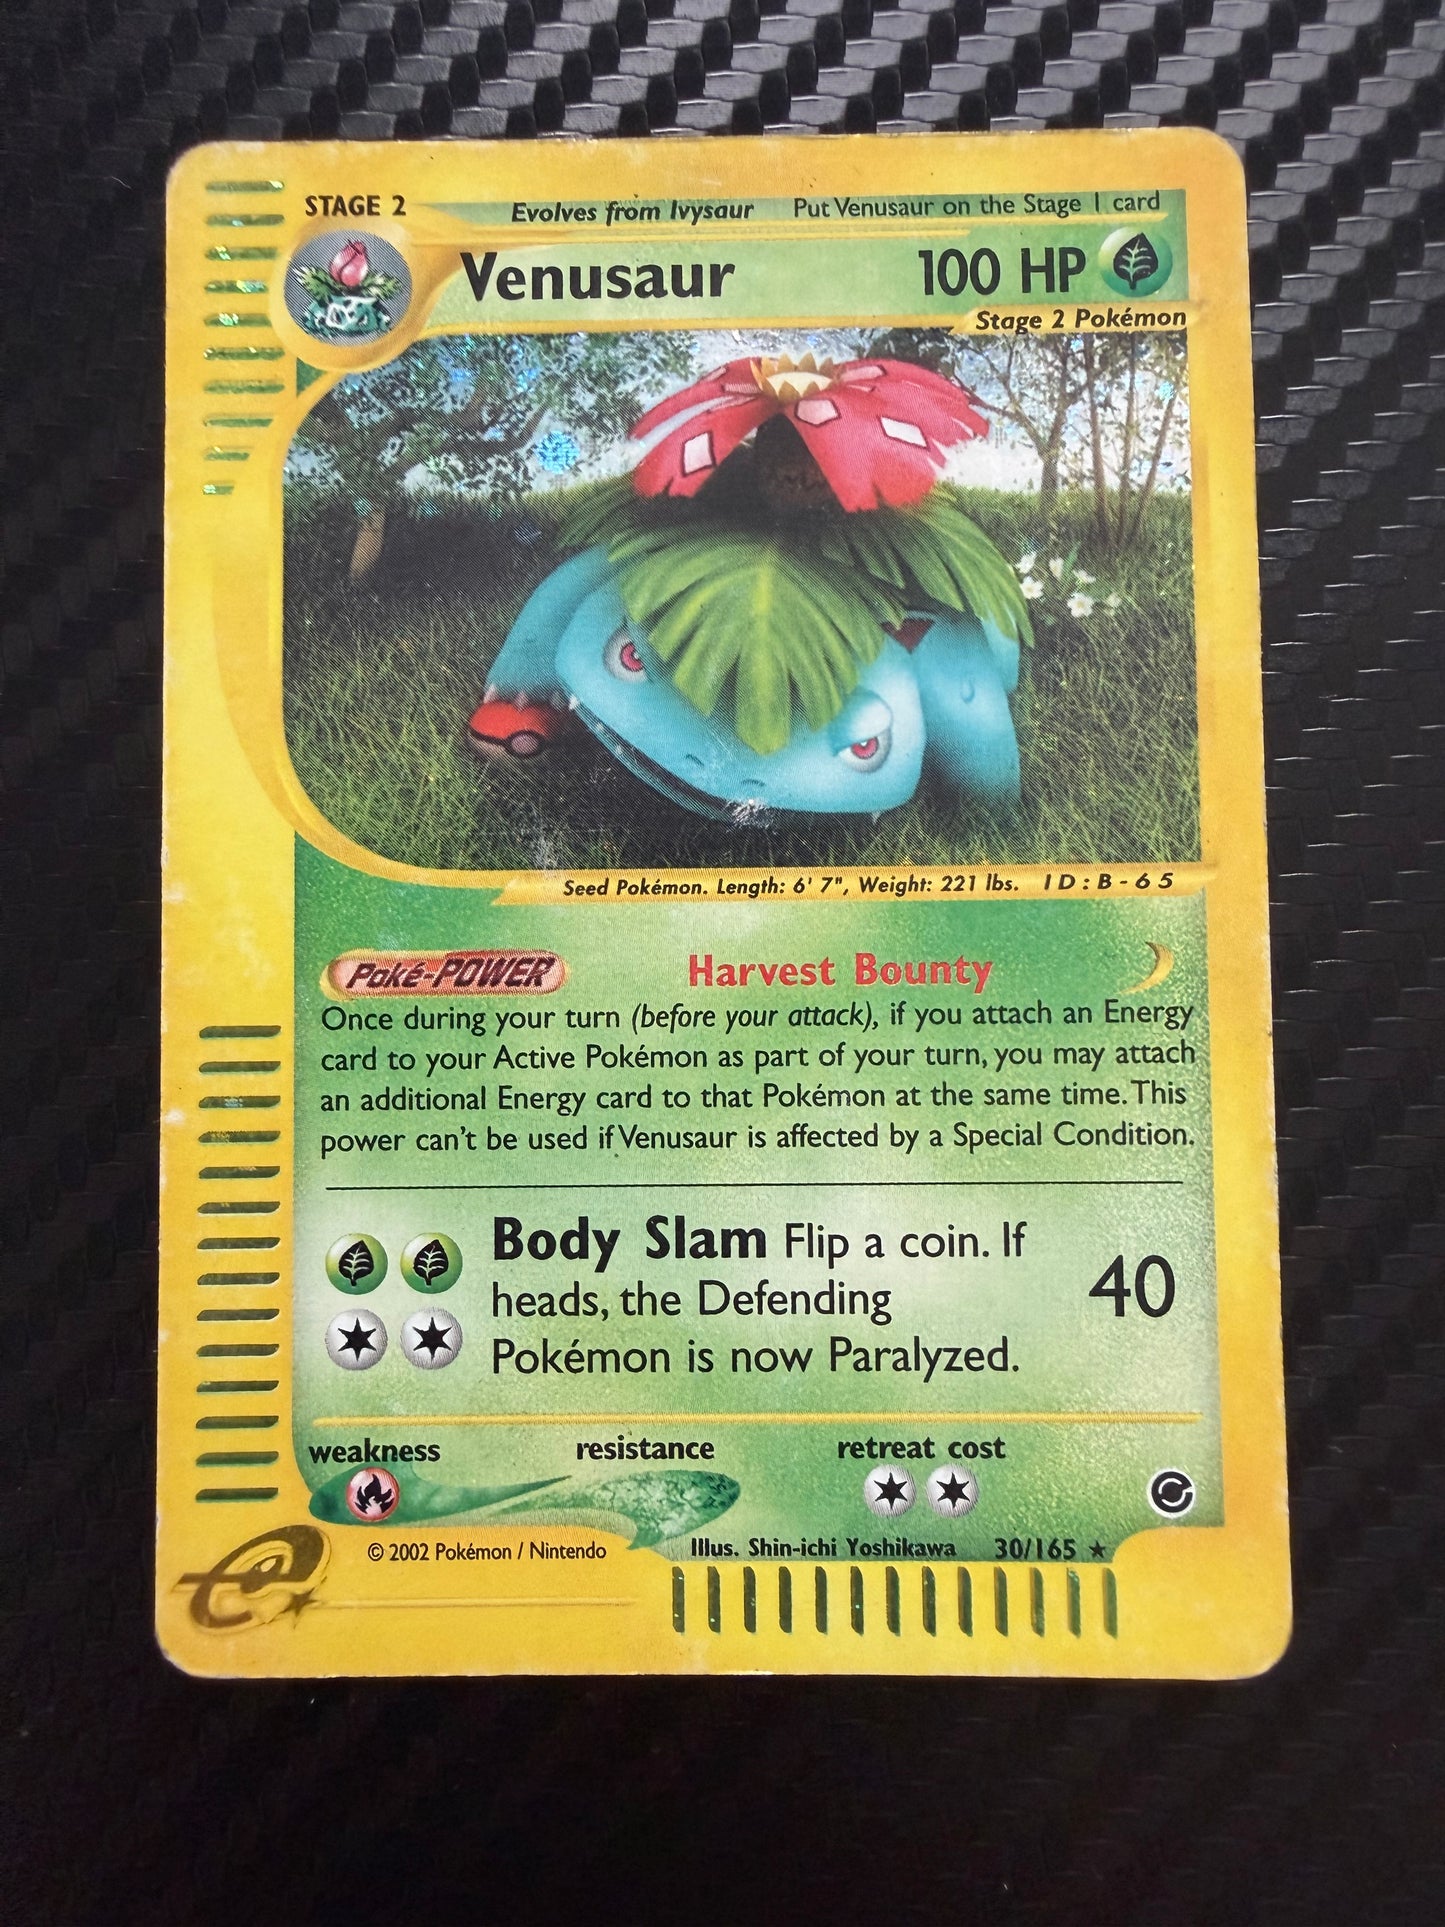 STAGE 2
Evolves from Ivysaur Put Venusaur on the Stage 1 card
Venusaur 100 HP
Stage 2 Pokémon
Seed Pokémon. Length: 6' 7", Weight: 221 lbs. ID:B-65
Poké-POWER Harvest Bounty
Once during your turn (before your attack), if you attach an Energy
card to your Active Pokémon as part of your turn, you may attach
an additional Energy card to that Pokémon at the same time. This
power can't be used if Venusaur is affected by a Special Condition.
Body Slam Flip a coin. If
heads, the Defending
Pokémon is now Paralyzed.
40
weakness resistance retreat cost
© 2002 Pokémon / Nintendo Illus. Shin-ichi Yoshikawa 30/165 ★
e